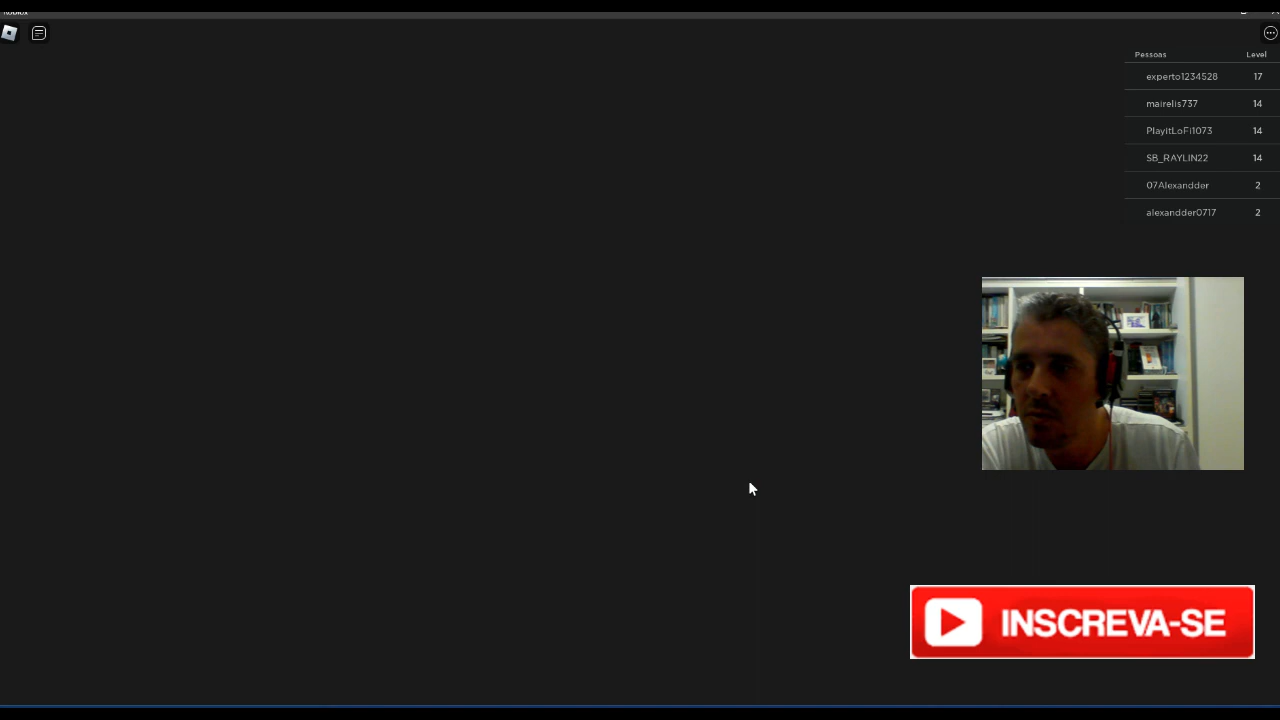 Roblox
Pessoas Level
experto1234528 17
mairelis737 14
PlayitLoFi1073 14
SB_RAYLIN22 14
07Alexandder 2
alexandder0717 2
INSCREVA-SE